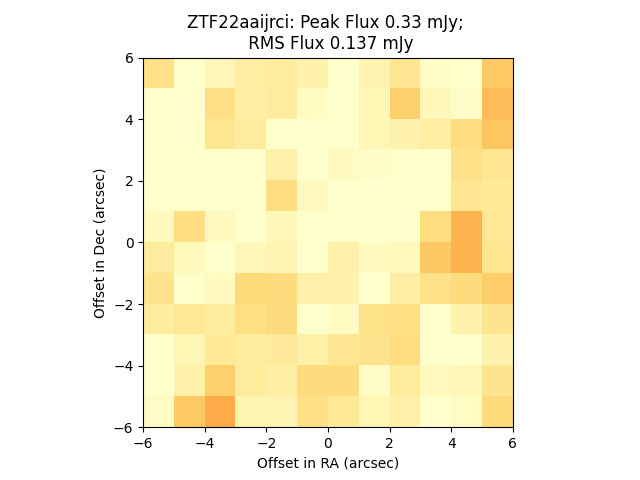 ZTF22aaijrci: Peak Flux 0.33 mJy;
RMS Flux 0.137 mJy
6
4
2
0
−2
−4
−6
Offset in Dec (arcsec)
−6 −4 −2 0 2 4 6
Offset in RA (arcsec)